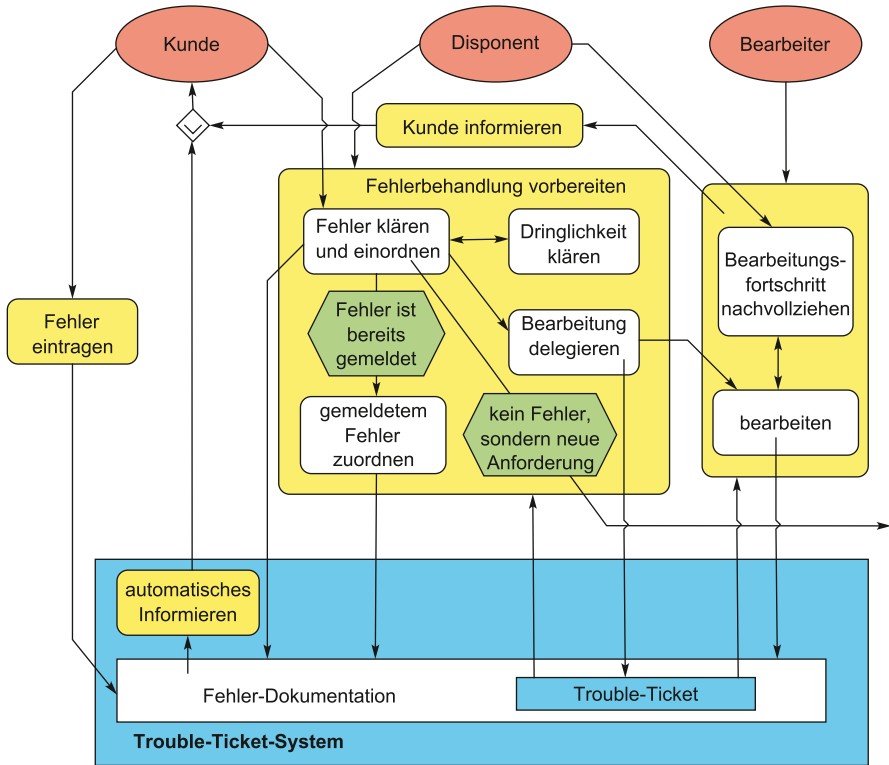 Kunde
Disponent
Bearbeiter
Kunde informieren
Fehlerbehandlung vorbereiten
Fehler klären
und einordnen
Dringlichkeit
klären
Bearbeitungs-
fortschritt
nachvollziehen
Fehler
eintragen
Fehler ist
bereits
gemeldet
Bearbeitung
delegieren
gemeldetem
Fehler
zuordnen
kein Fehler,
sondern neue
Anforderung
bearbeiten
automatisches
Informieren
Fehler-Dokumentation
Trouble-Ticket
Trouble-Ticket-System